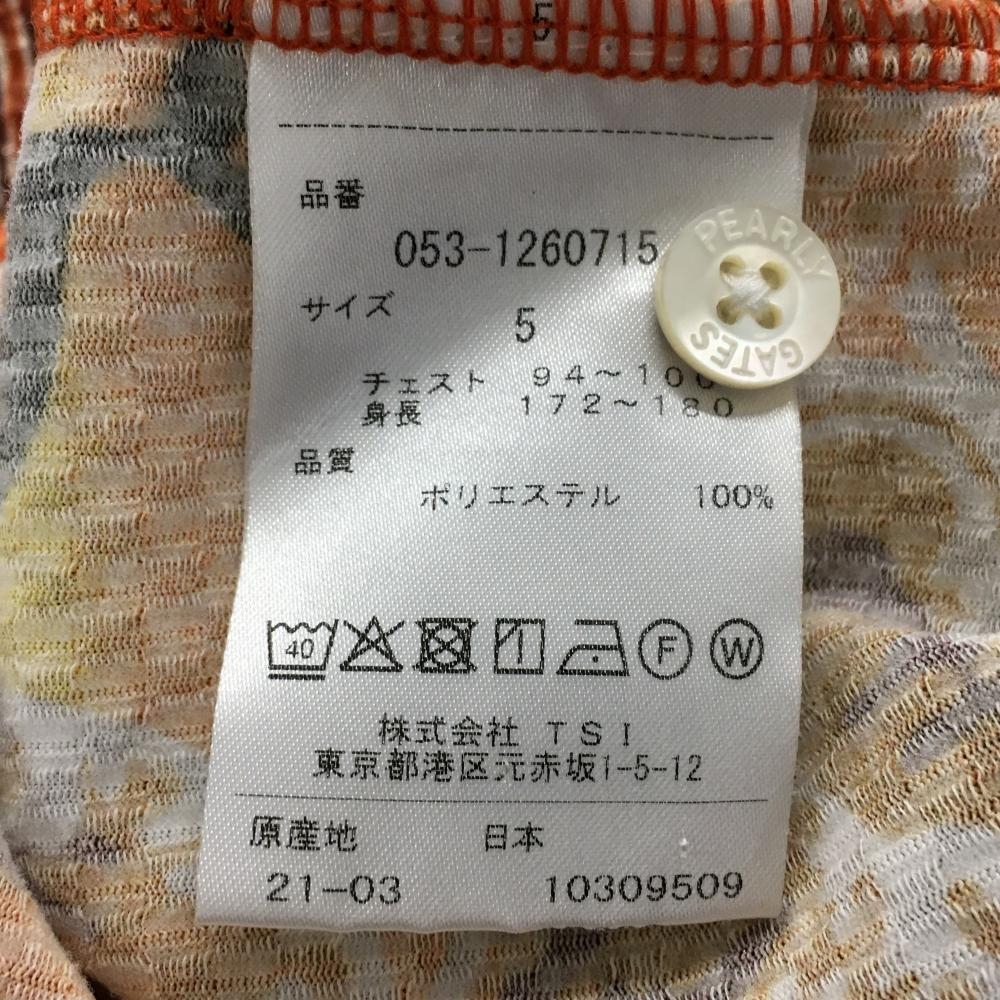 5
品番
053-1260715
PEARLY
GATES
サイズ
5
チェスト 94～100
身長 172～180
品質
ポリエステル 100%
40
F
W
株式会社 TSI
東京都港区元赤坂1-5-12
原産地 日本
21-03 10309509